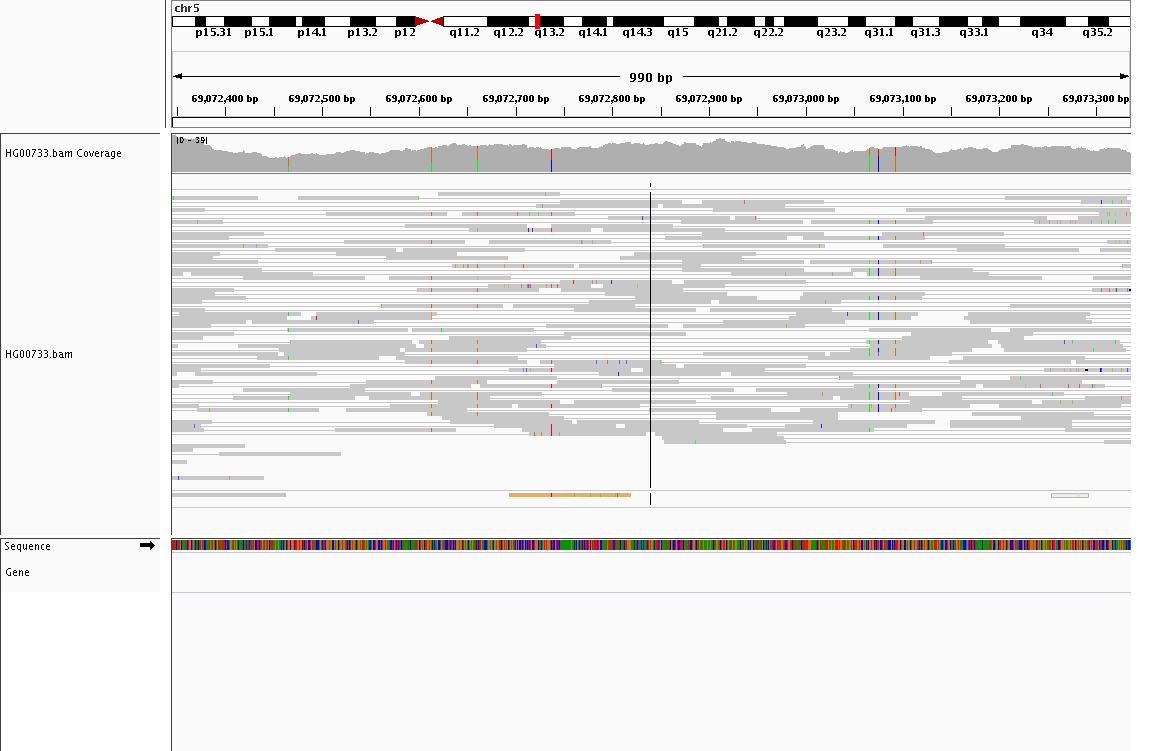 chr5
p15.31 p15.1 p14.1 p13.2 p12 q11.2 q12.2 q13.2 q14.1 q14.3 q15 q21.2 q22.2 q23.2 q31.1 q31.3 q33.1 q34 q35.2
990 bp
69,072,400 bp 69,072,500 bp 69,072,600 bp 69,072,700 bp 69,072,800 bp 69,072,900 bp 69,073,000 bp 69,073,100 bp 69,073,200 bp 69,073,300 bp
[0 - 39]
HG00733.bam Coverage
HG00733.bam
Sequence
Gene